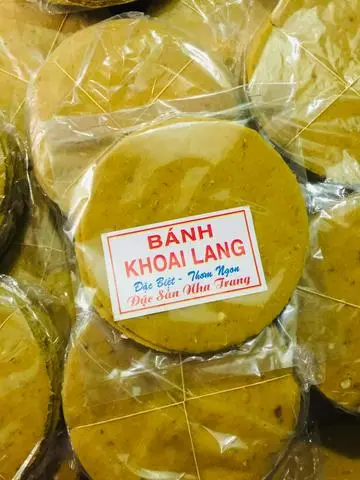 BÁNH
KHOAI LANG
Đặc Biệt - Thơm Ngon
Đặc Sản Nha Trang